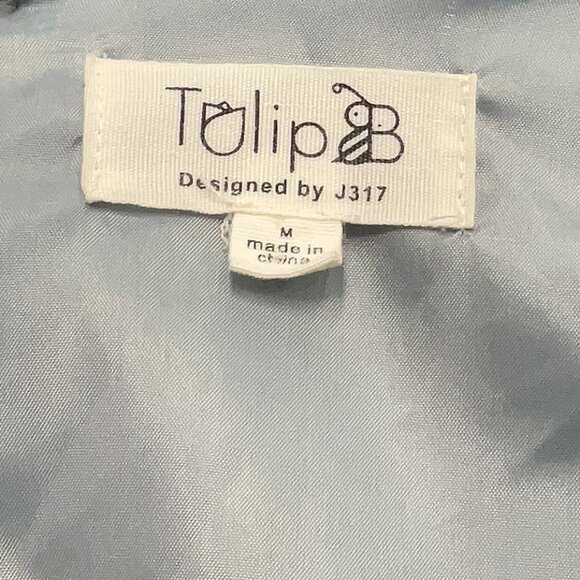 Tulip B
Designed by J317
M
made in
china